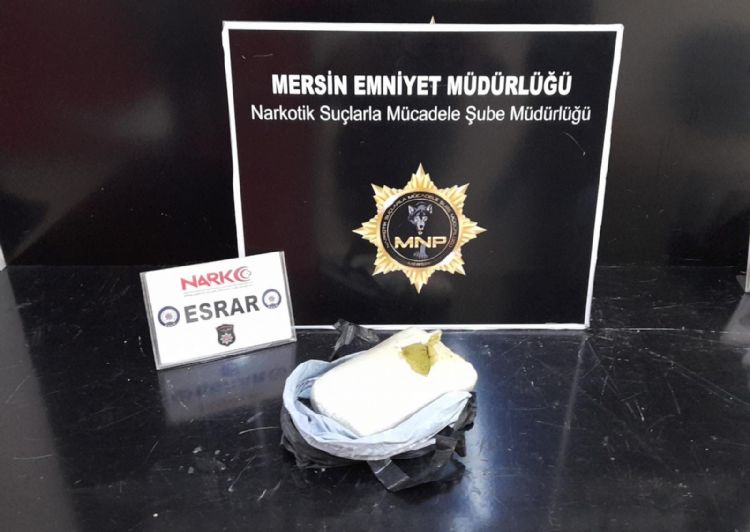 MERSİN EMNİYET MÜDÜRLÜĞÜ
Narkotik Suçlarla Mücadele Şube Müdürlüğü
MNP
NARKO
ESRAR